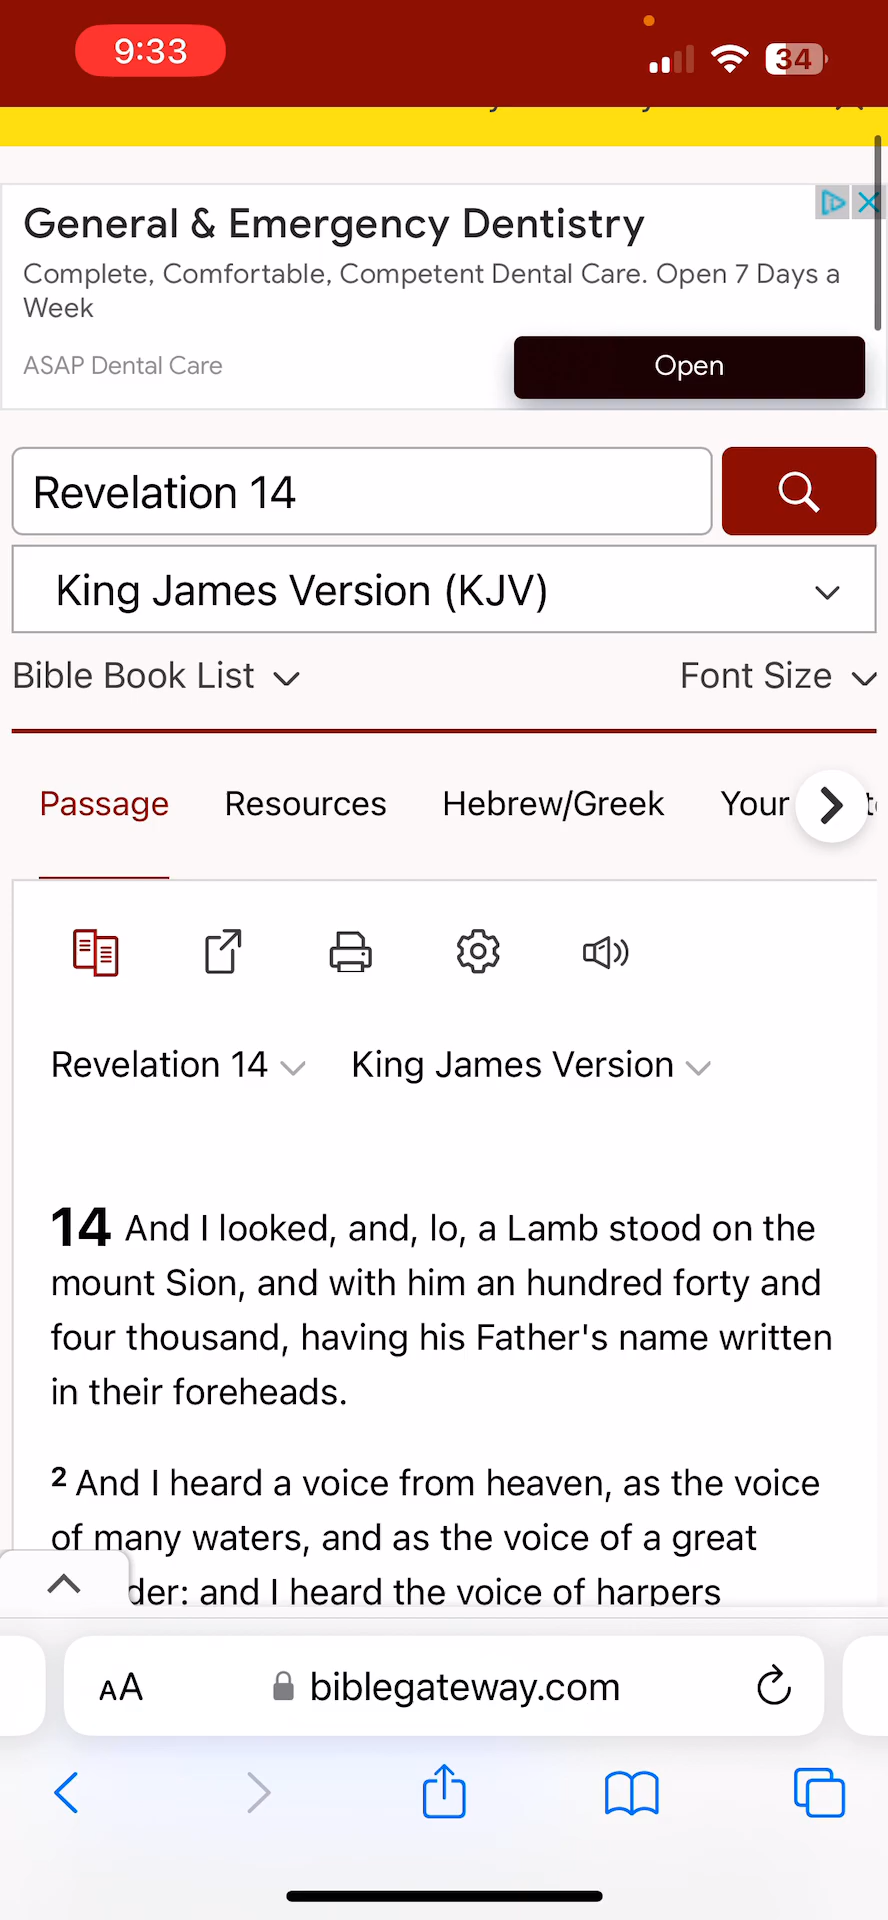 9:33
34
General & Emergency Dentistry
Complete, Comfortable, Competent Dental Care. Open 7 Days a
Week
ASAP Dental Care
Open
Revelation 14
King James Version (KJV)
Bible Book List
Font Size
Passage
Resources
Hebrew/Greek
Your
Revelation 14
King James Version
14 And I looked, and, lo, a Lamb stood on the
mount Sion, and with him an hundred forty and
four thousand, having his Father's name written
in their foreheads.
2 And I heard a voice from heaven, as the voice
of many waters, and as the voice of a great
der: and I heard the voice of harpers
AA
biblegateway.com